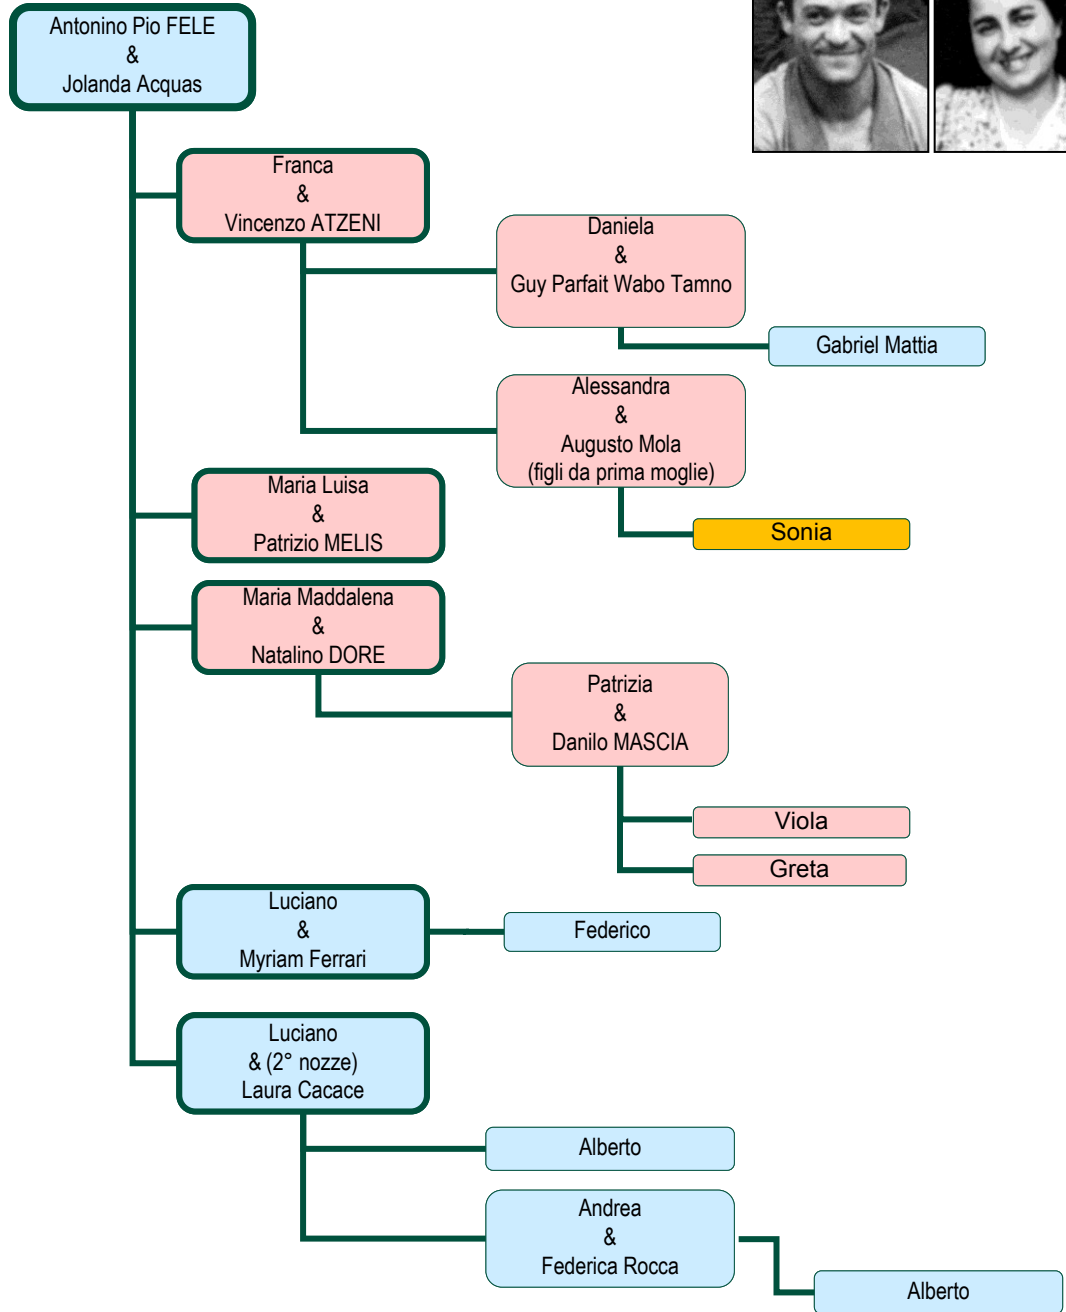 Antonino Pio FELE
&
Jolanda Acquas
Franca
&
Vincenzo ATZENI
Daniela
&
Guy Parfait Wabo Tamno
Gabriel Mattia
Alessandra
&
Augusto Mola
(figli da prima moglie)
Sonia
Maria Luisa
&
Patrizio MELIS
Maria Maddalena
&
Natalino DORE
Patrizia
&
Danilo MASCIA
Viola
Greta
Luciano
&
Myriam Ferrari
Federico
Luciano
& (2° nozze)
Laura Cacace
Alberto
Andrea
&
Federica Rocca
Alberto